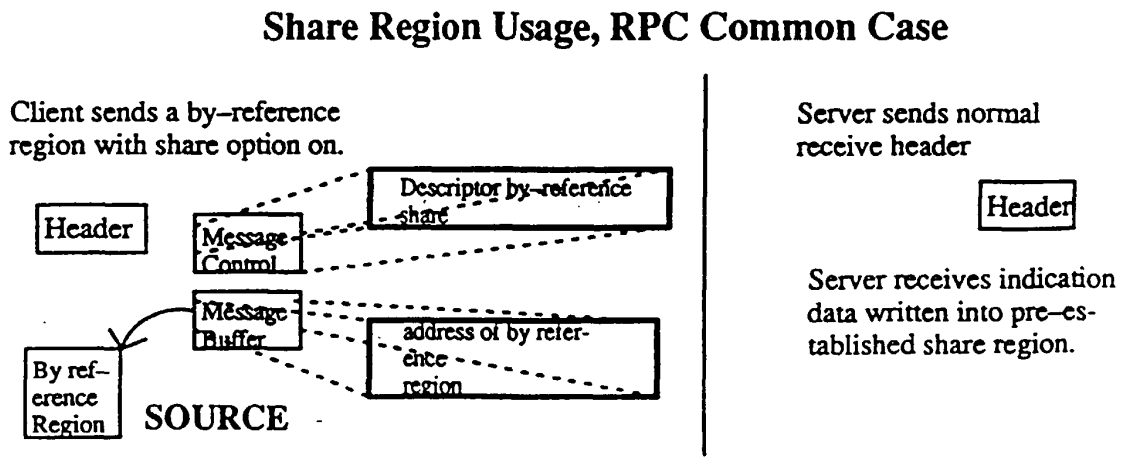 Share Region Usage, RPC Common Case
Client sends a by–reference
region with share option on.
Header
Message
Control
Descriptor by–reference
share
Message
Buffer
address of by refer-
ence
region
By ref–
erence
Region
SOURCE
Server sends normal
receive header
Header
Server receives indication
data written into pre–es-
tablished share region.